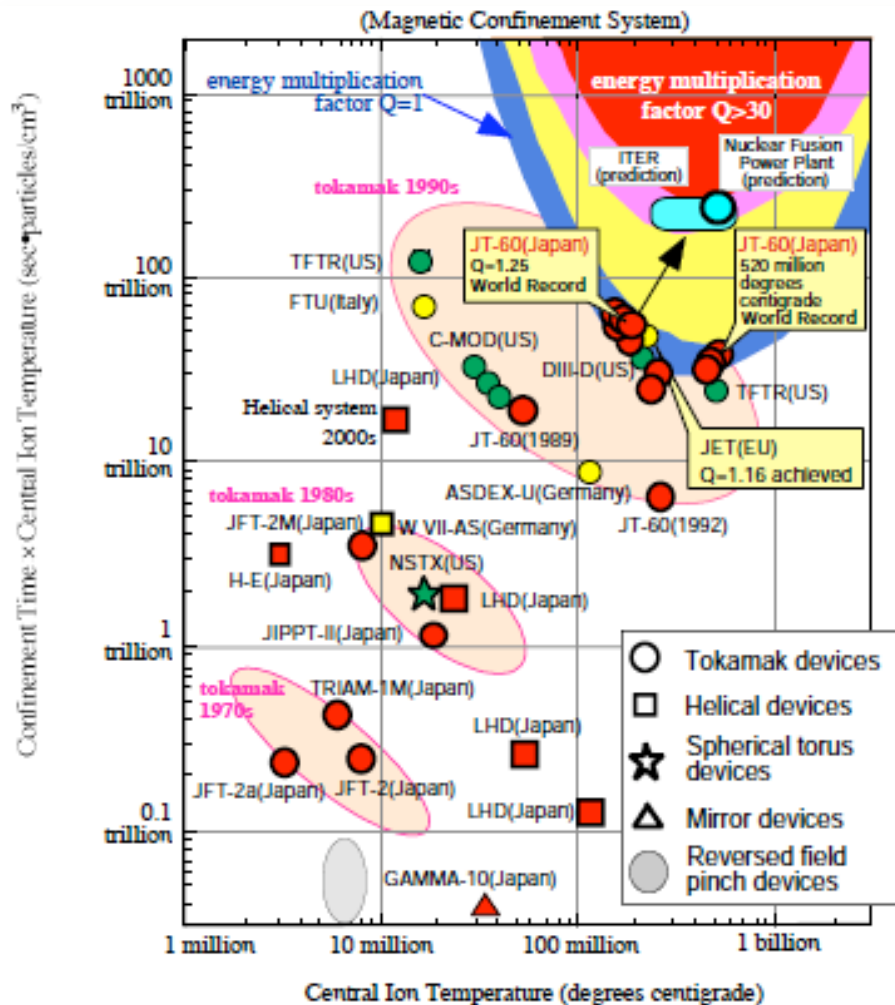 (Magnetic Confinement System)
1000
trillion
energy multiplication
factor Q=1
energy multiplication
factor Q>30
ITER
(prediction)
Nuclear Fusion
Power Plant
(prediction)
tokamak 1990s
JT-60(Japan)
Q=1.25
World Record
JT-60(Japan)
520 million
degrees
centigrade
World Record
100
trillion
TFTR(US)
FTU(Italy)
C-MOD(US)
LHD(Japan)
DIII-D(US)
TFTR(US)
Helical system
2000s
JT-60(1989)
JET(EU)
Q=1.16 achieved
10
trillion
ASDEX-U(Germany)
JT-60(1992)
tokamak 1980s
JFT-2M(Japan)
W VII-AS(Germany)
H-E(Japan)
NSTX(US)
LHD(Japan)
JIPPT-II(Japan)
1
trillion
tokamak
1970s
TRIAM-1M(Japan)
LHD(Japan)
JFT-2a(Japan)
JFT-2(Japan)
LHD(Japan)
0.1
trillion
GAMMA-10(Japan)
Tokamak devices
Helical devices
Spherical torus
devices
Mirror devices
Reversed field
pinch devices
1 million
10 million
100 million
1 billion
Central Ion Temperature (degrees centigrade)
Confinement Time × Central Ion Temperature (sec•particles/cm³)